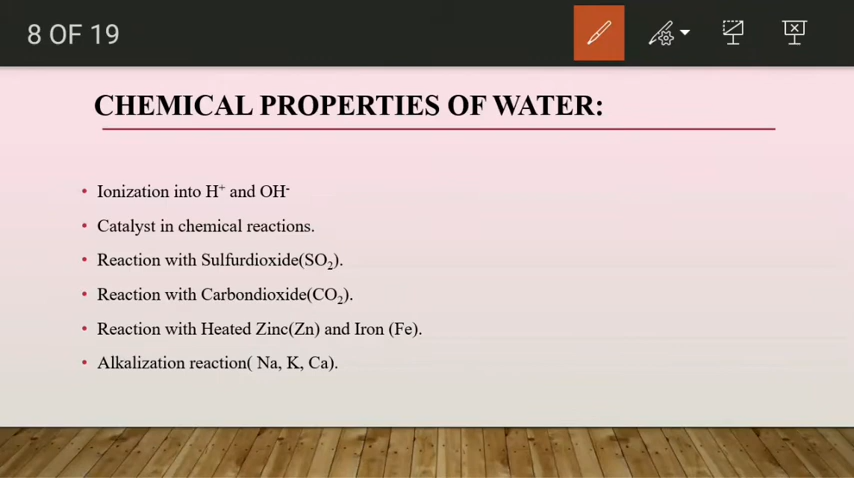 8 OF 19
CHEMICAL PROPERTIES OF WATER:
• Ionization into H⁺ and OH⁻
• Catalyst in chemical reactions.
• Reaction with Sulfurdioxide(SO₂).
• Reaction with Carbondioxide(CO₂).
• Reaction with Heated Zinc(Zn) and Iron (Fe).
• Alkalization reaction( Na, K, Ca).